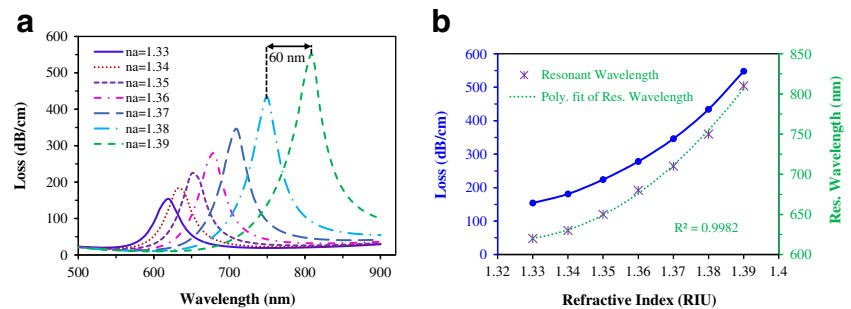 a
600
500
400
300
200
100
0
500
600
700
800
900
Loss (dB/cm)
Wavelength (nm)
na=1.33
na=1.34
na=1.35
na=1.36
na=1.37
na=1.38
na=1.39
60 nm
b
600
500
400
300
200
100
0
850
800
750
700
650
600
1.32
1.33
1.34
1.35
1.36
1.37
1.38
1.39
1.4
Loss (dB/cm)
Res. Wavelength (nm)
Refractive Index (RIU)
Resonant Wavelength
Poly. fit of Res. Wavelength
R² = 0.9982